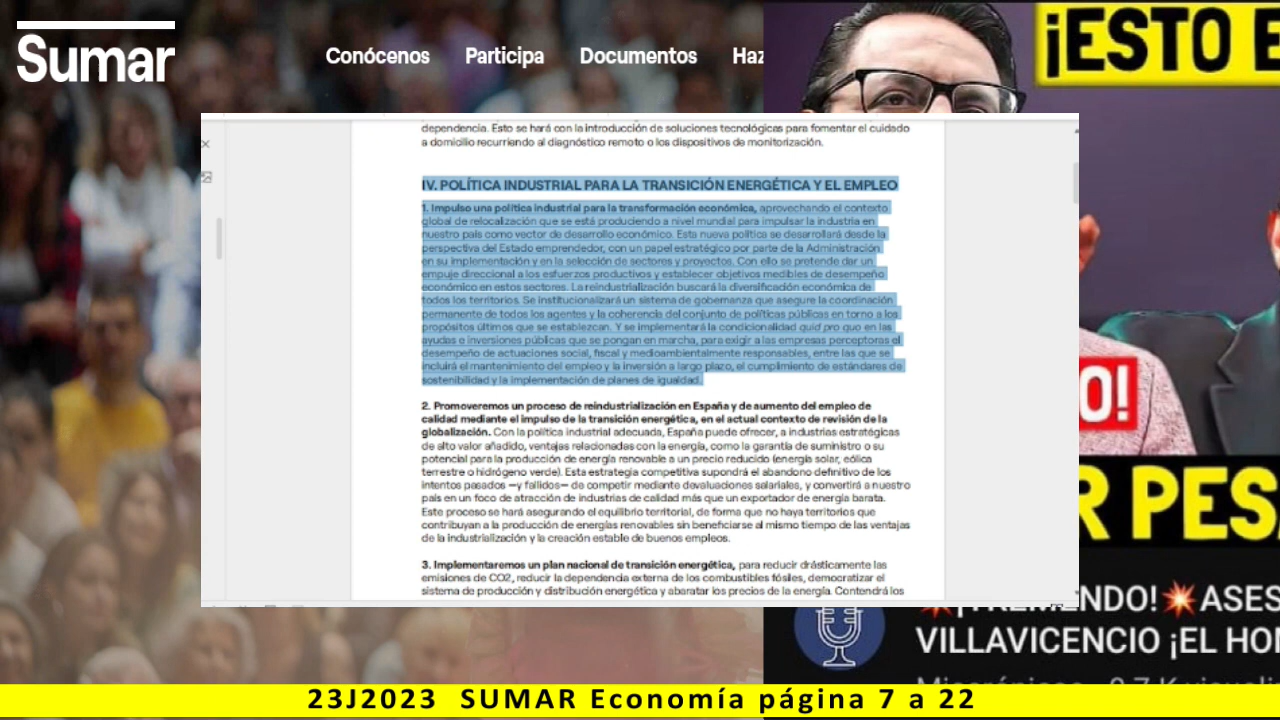 Sumar
Conócenos Participa Documentos Haz
¡ESTO E
dependencia. Esto se hará con la introducción de soluciones tecnológicas para fomentar el cuidado
a domicilio recurriendo al diagnóstico remoto o los dispositivos de monitorización.
IV. POLÍTICA INDUSTRIAL PARA LA TRANSICIÓN ENERGÉTICA Y EL EMPLEO
1. Impulso una política industrial para la transformación económica, aprovechando el contexto
global de relocalización que se está produciendo a nivel mundial para impulsar la industria en
nuestro país como vector de desarrollo económico. Esta nueva política se desarrollará desde la
perspectiva del Estado emprendedor, con un papel estratégico por parte de la Administración
en su implementación y en la selección de sectores y proyectos. Con ello se pretende dar un
empuje direccional a los esfuerzos productivos y establecer objetivos medibles de desempeño
económico en estos sectores. La reindustrialización buscará la diversificación económica de
todos los territorios. Se institucionalizará un sistema de gobernanza que asegure la coordinación
permanente de todos los agentes y la coherencia del conjunto de políticas públicas en torno a los
propósitos últimos que se establezcan. Y se implementará la condicionalidad quid pro quo en las
ayudas e inversiones públicas que se pongan en marcha, para exigir a las empresas perceptoras el
desempeño de actuaciones social, fiscal y medioambientalmente responsables, entre las que se
incluirá el mantenimiento del empleo y la inversión a largo plazo, el cumplimiento de estándares de
sostenibilidad y la implementación de planes de igualdad.
2. Promoveremos un proceso de reindustrialización en España y de aumento del empleo de
calidad mediante el impulso de la transición energética, en el actual contexto de revisión de la
globalización. Con la política industrial adecuada, España puede ofrecer, a industrias estratégicas
de alto valor añadido, ventajas relacionadas con la energía, como la garantía de suministro o su
potencial para la producción de energía renovable a un precio reducido (energía solar, eólica
terrestre o hidrógeno verde). Esta estrategia competitiva supondrá el abandono definitivo de los
intentos pasados —y fallidos— de competir mediante devaluaciones salariales, y convertirá a nuestro
país en un foco de atracción de industrias de calidad más que un exportador de energía barata.
Este proceso se hará asegurando el equilibrio territorial, de forma que no haya territorios que
contribuyan a la producción de energías renovables sin beneficiarse al mismo tiempo de las ventajas
de la industrialización y la creación estable de buenos empleos.
3. Implementaremos un plan nacional de transición energética, para reducir drásticamente las
emisiones de CO2, reducir la dependencia externa de los combustibles fósiles, democratizar el
sistema de producción y distribución energética y abaratar los precios de la energía. Contendrá los
O!
R PESA
¡TREMENDO! ASES
VILLAVICENCIO ¡EL HO
23J2023 SUMAR Economía página 7 a 22